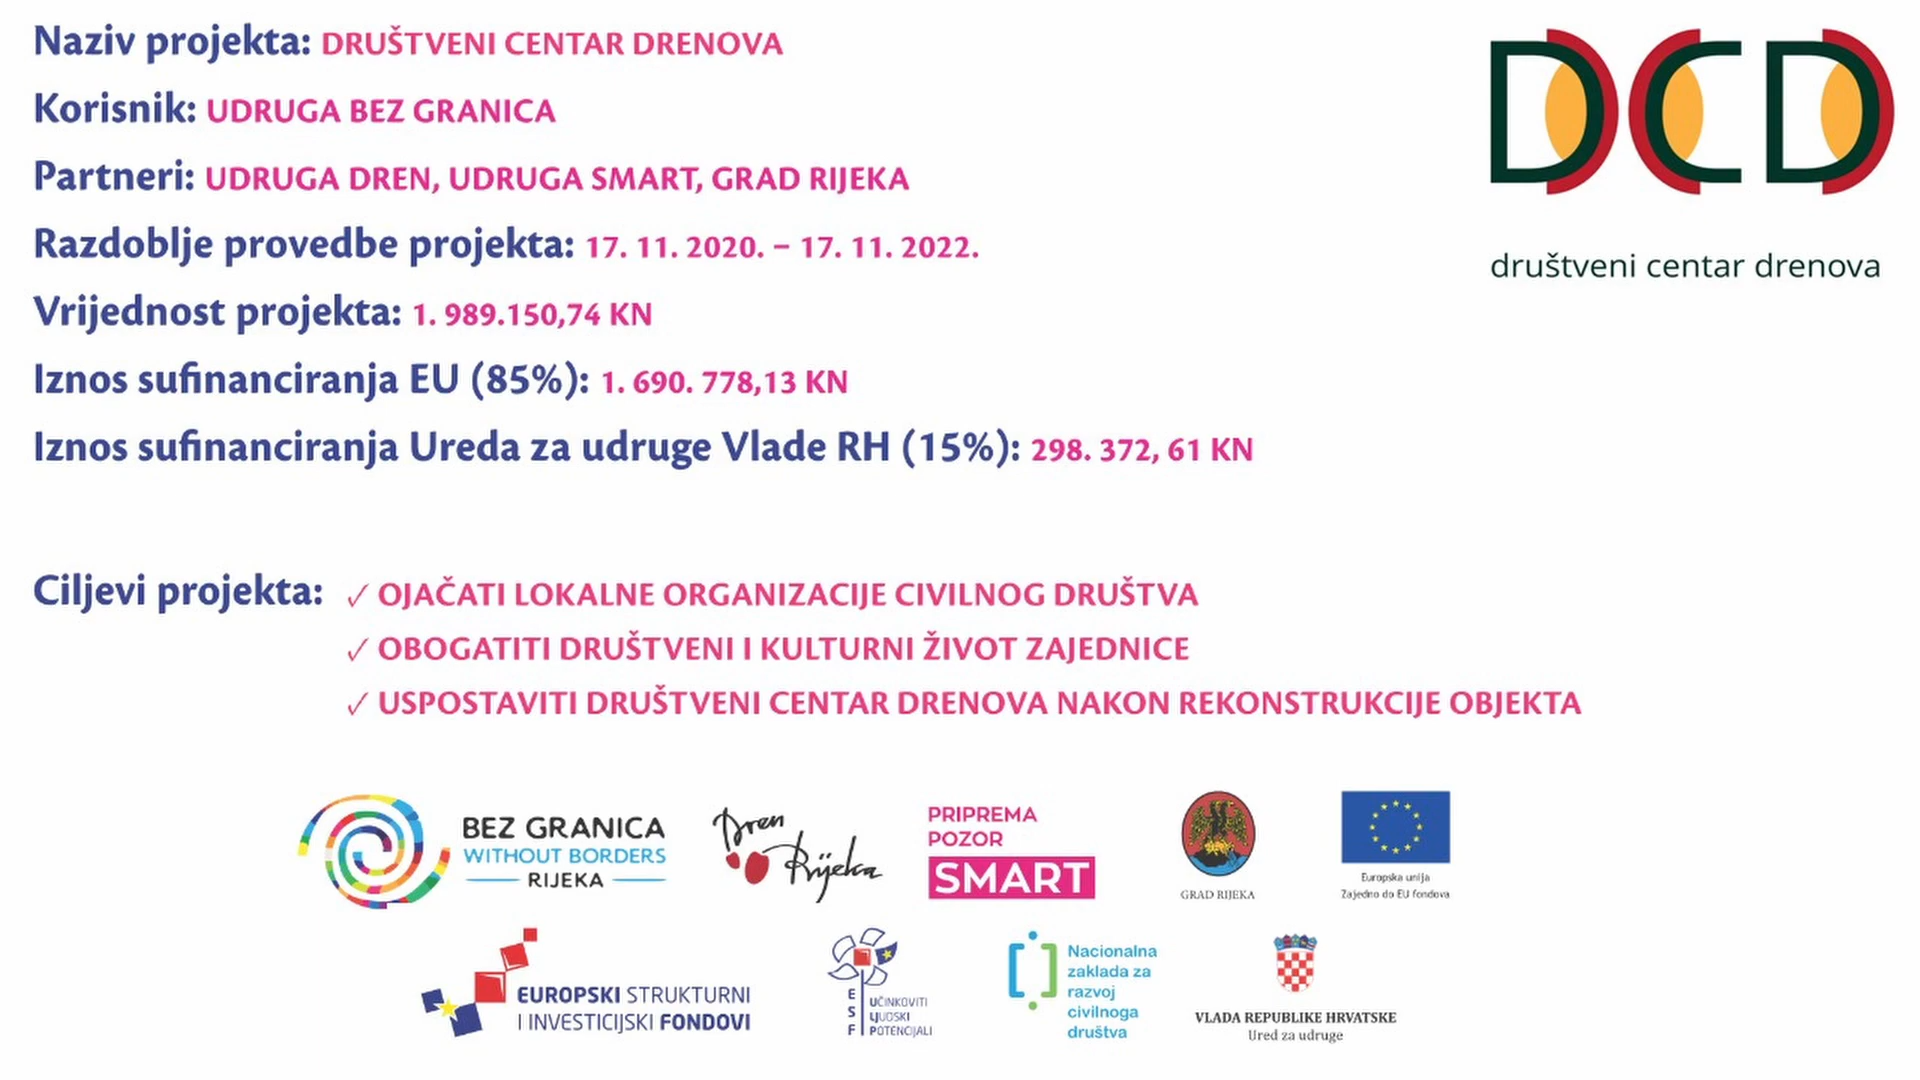 Naziv projekta: DRUŠTVENI CENTAR DRENOVA
Korisnik: UDRUGA BEZ GRANICA
Partneri: UDRUGA DREN, UDRUGA SMART, GRAD RIJEKA
Razdoblje provedbe projekta: 17. 11. 2020. – 17. 11. 2022.
Vrijednost projekta: 1. 989.150,74 KN
Iznos sufinanciranja EU (85%): 1. 690. 778,13 KN
Iznos sufinanciranja Ureda za udruge Vlade RH (15%): 298. 372, 61 KN
DCD
društveni centar drenova
Ciljevi projekta: ✓ OJAČATI LOKALNE ORGANIZACIJE CIVILNOG DRUŠTVA
✓ OBOGATITI DRUŠTVENI I KULTURNI ŽIVOT ZAJEDNICE
✓ USPOSTAVITI DRUŠTVENI CENTAR DRENOVA NAKON REKONSTRUKCIJE OBJEKTA
BEZ GRANICA
WITHOUT BORDERS
RIJEKA
Dren
Rijeka
PRIPREMA
POZOR
SMART
GRAD RIJEKA
Europska unija
Zajedno do EU fondova
EUROPSKI STRUKTURNI
I INVESTICIJSKI FONDOVI
ESF
UČINKOVITI
LJUDSKI
POTENCIJALI
Nacionalna
zaklada za
razvoj
civilnoga
društva
VLADA REPUBLIKE HRVATSKE
Ured za udruge